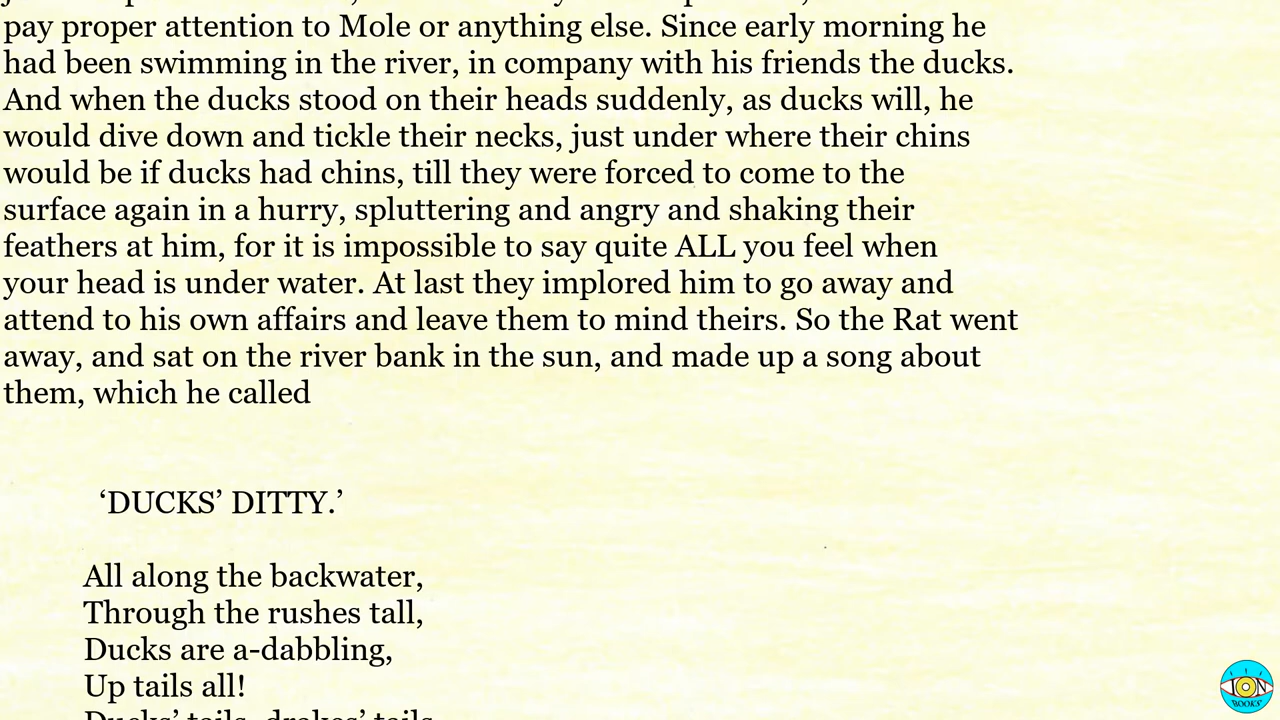 pay proper attention to Mole or anything else. Since early morning he
had been swimming in the river, in company with his friends the ducks.
And when the ducks stood on their heads suddenly, as ducks will, he
would dive down and tickle their necks, just under where their chins
would be if ducks had chins, till they were forced to come to the
surface again in a hurry, spluttering and angry and shaking their
feathers at him, for it is impossible to say quite ALL you feel when
your head is under water. At last they implored him to go away and
attend to his own affairs and leave them to mind theirs. So the Rat went
away, and sat on the river bank in the sun, and made up a song about
them, which he called
‘DUCKS’ DITTY.’
All along the backwater,
Through the rushes tall,
Ducks are a-dabbling,
Up tails all!
Ducks’ tails, drakes’ tails,
ION
BOOKS